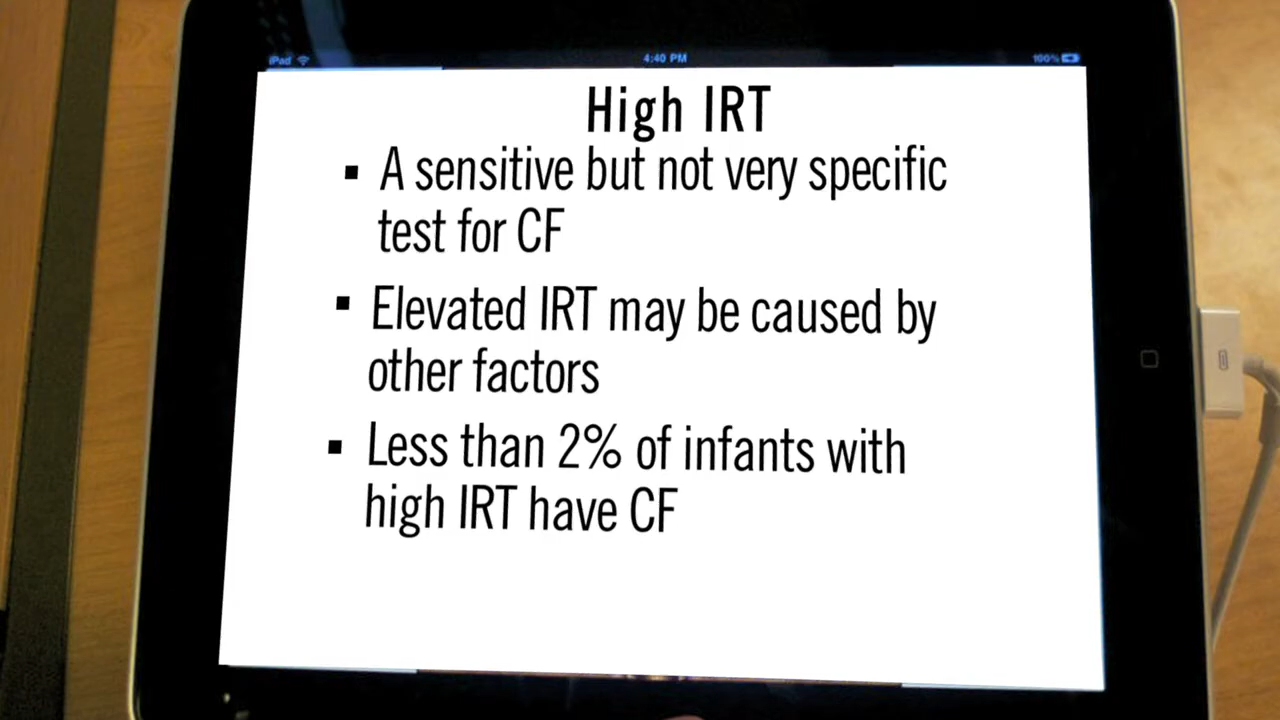 iPad 4:40 PM 100%
High IRT
▪ A sensitive but not very specific
test for CF
▪ Elevated IRT may be caused by
other factors
▪ Less than 2% of infants with
high IRT have CF